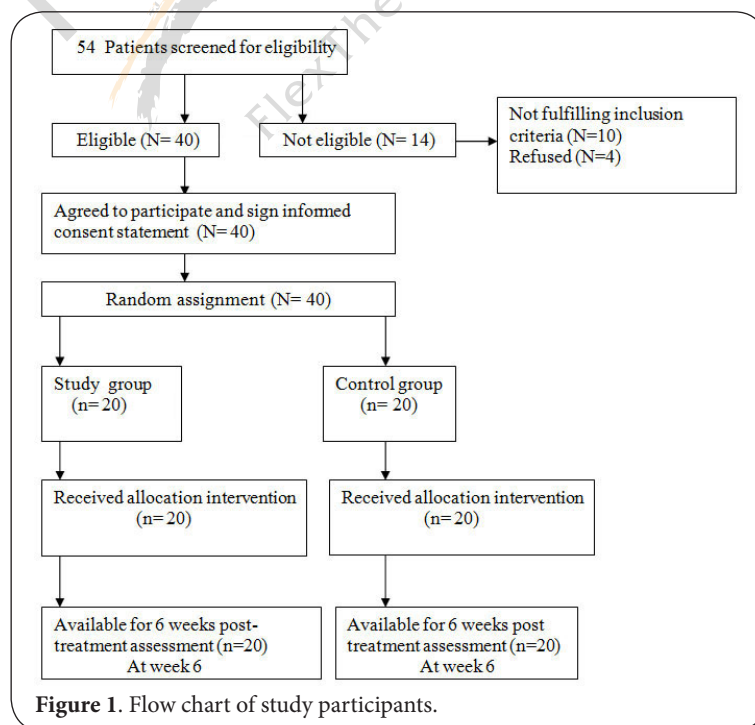 FlexThe
54 Patients screened for eligibility
Eligible (N= 40)
Not eligible (N= 14)
Not fulfilling inclusion
criteria (N=10)
Refused (N=4)
Agreed to participate and sign informed
consent statement (N=40)
Random assignment (N= 40)
Study group
(n=20)
Control group
(n= 20)
Received allocation intervention
(n=20)
Received allocation intervention
(n=20)
Available for 6 weeks post-
treatment assessment (n=20)
At week 6
Available for 6 weeks post
treatment assessment (n=20)
At week 6
Figure 1. Flow chart of study participants.